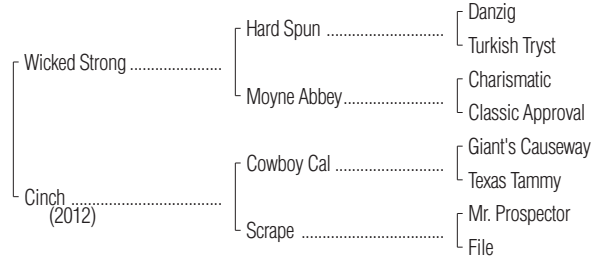 Danzig
Hard Spun ......................
Turkish Tryst
Wicked Strong .................
Charismatic
Moyne Abbey ...................
Classic Approval
Giant's Causeway
Cowboy Cal ....................
Texas Tammy
Cinch ............................
(2012)
Mr. Prospector
Scrape ..........................
File